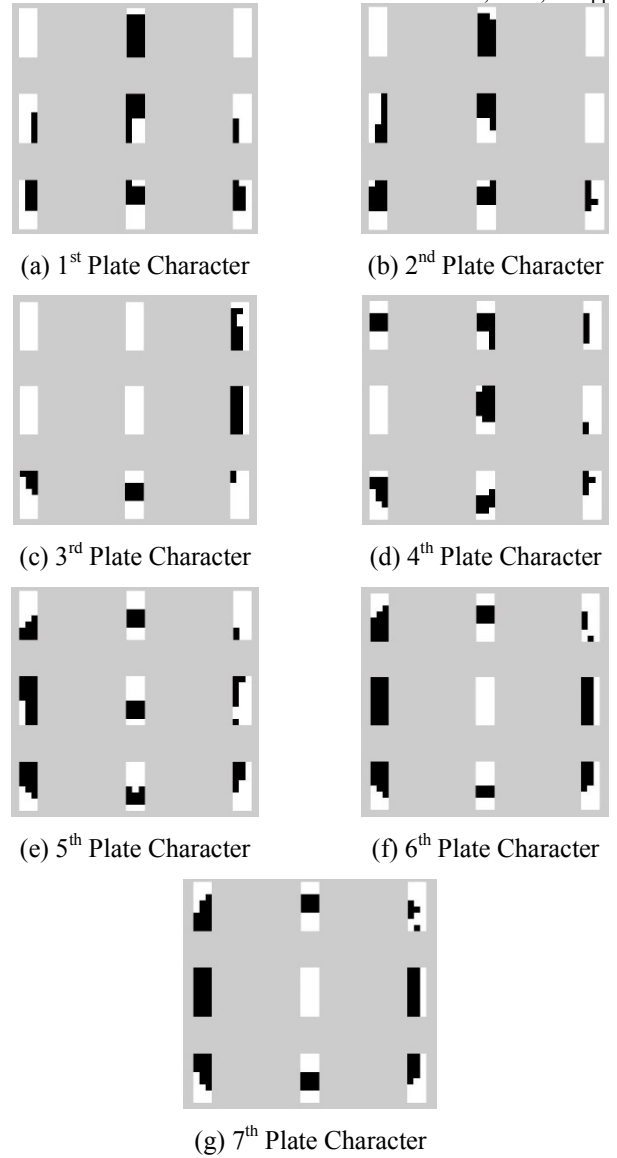 (a) 1st Plate Character
(b) 2nd Plate Character
(c) 3rd Plate Character
(d) 4th Plate Character
(e) 5th Plate Character
(f) 6th Plate Character
(g) 7th Plate Character